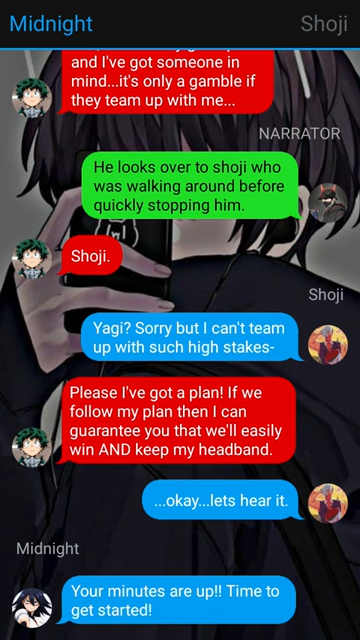 Midnight
Shoji
and I've got someone in
mind...it's only a gamble if
they team up with me...
NARRATOR
He looks over to shoji who
was walking around before
quickly stopping him.
Shoji.
Shoji
Yagi? Sorry but I can't team
up with such high stakes-
Please I've got a plan! If we
follow my plan then I can
guarantee you that we'll easily
win AND keep my headband.
...okay...lets hear it.
Midnight
Your minutes are up!! Time to
get started!